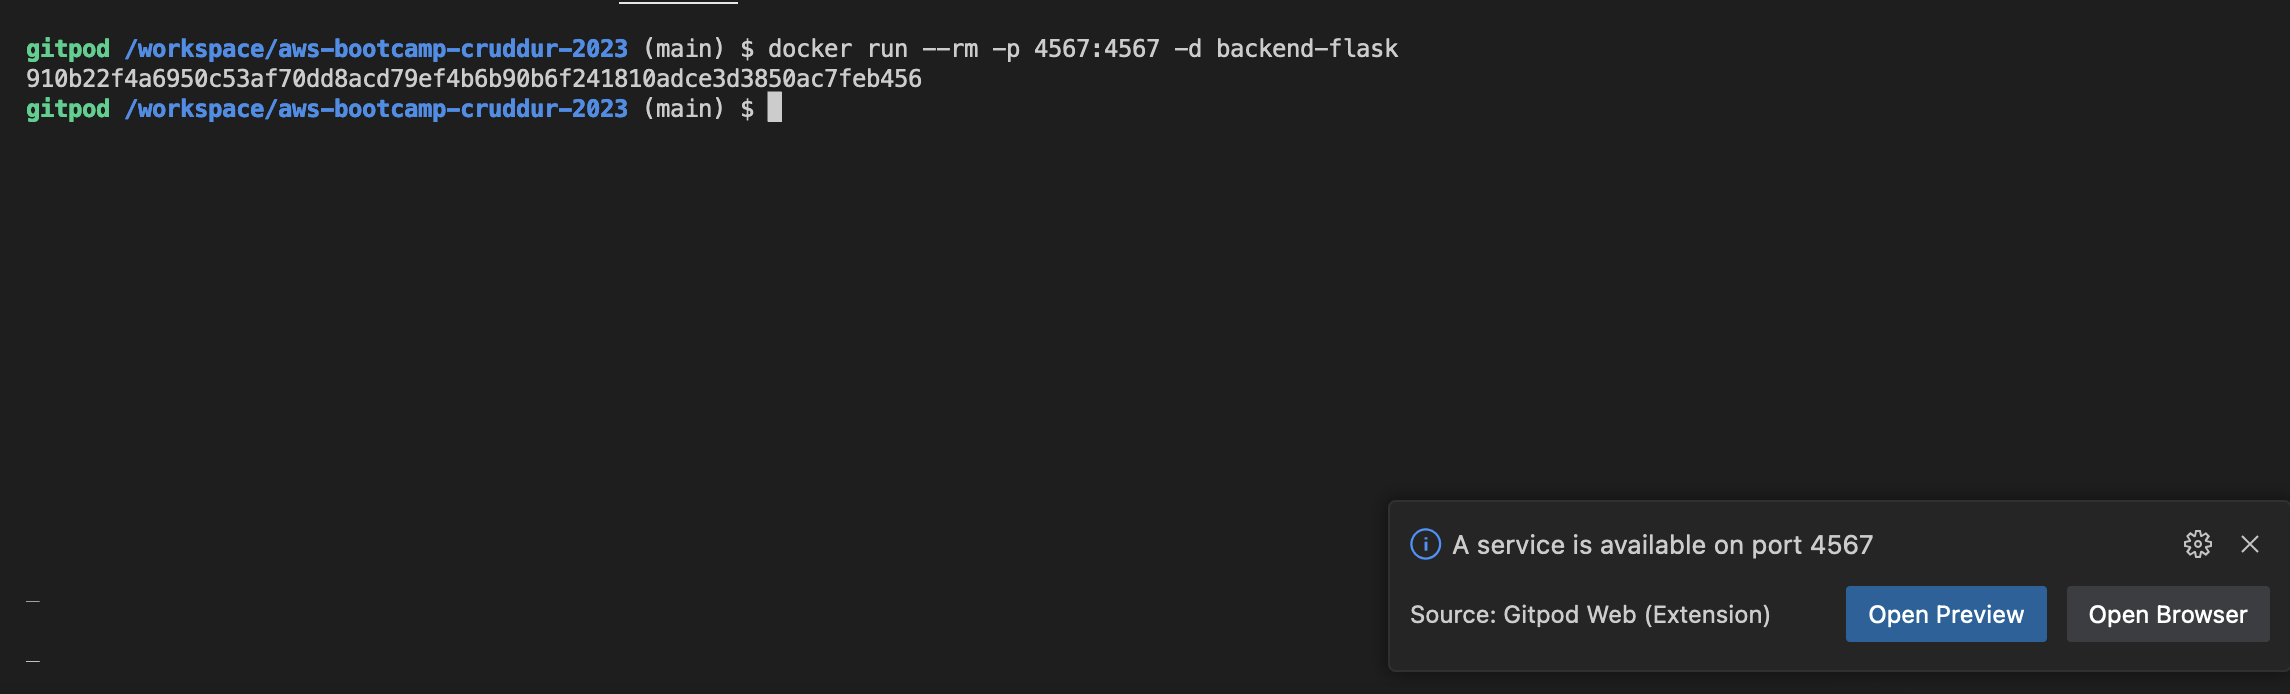 gitpod /workspace/aws-bootcamp-cruddur-2023 (main) $ docker run --rm -p 4567:4567 -d backend-flask
910b22f4a6950c53af70dd8acd79ef4b6b90b6f241810adce3d3850ac7feb456
gitpod /workspace/aws-bootcamp-cruddur-2023 (main) $
A service is available on port 4567
Source: Gitpod Web (Extension)
Open Preview
Open Browser